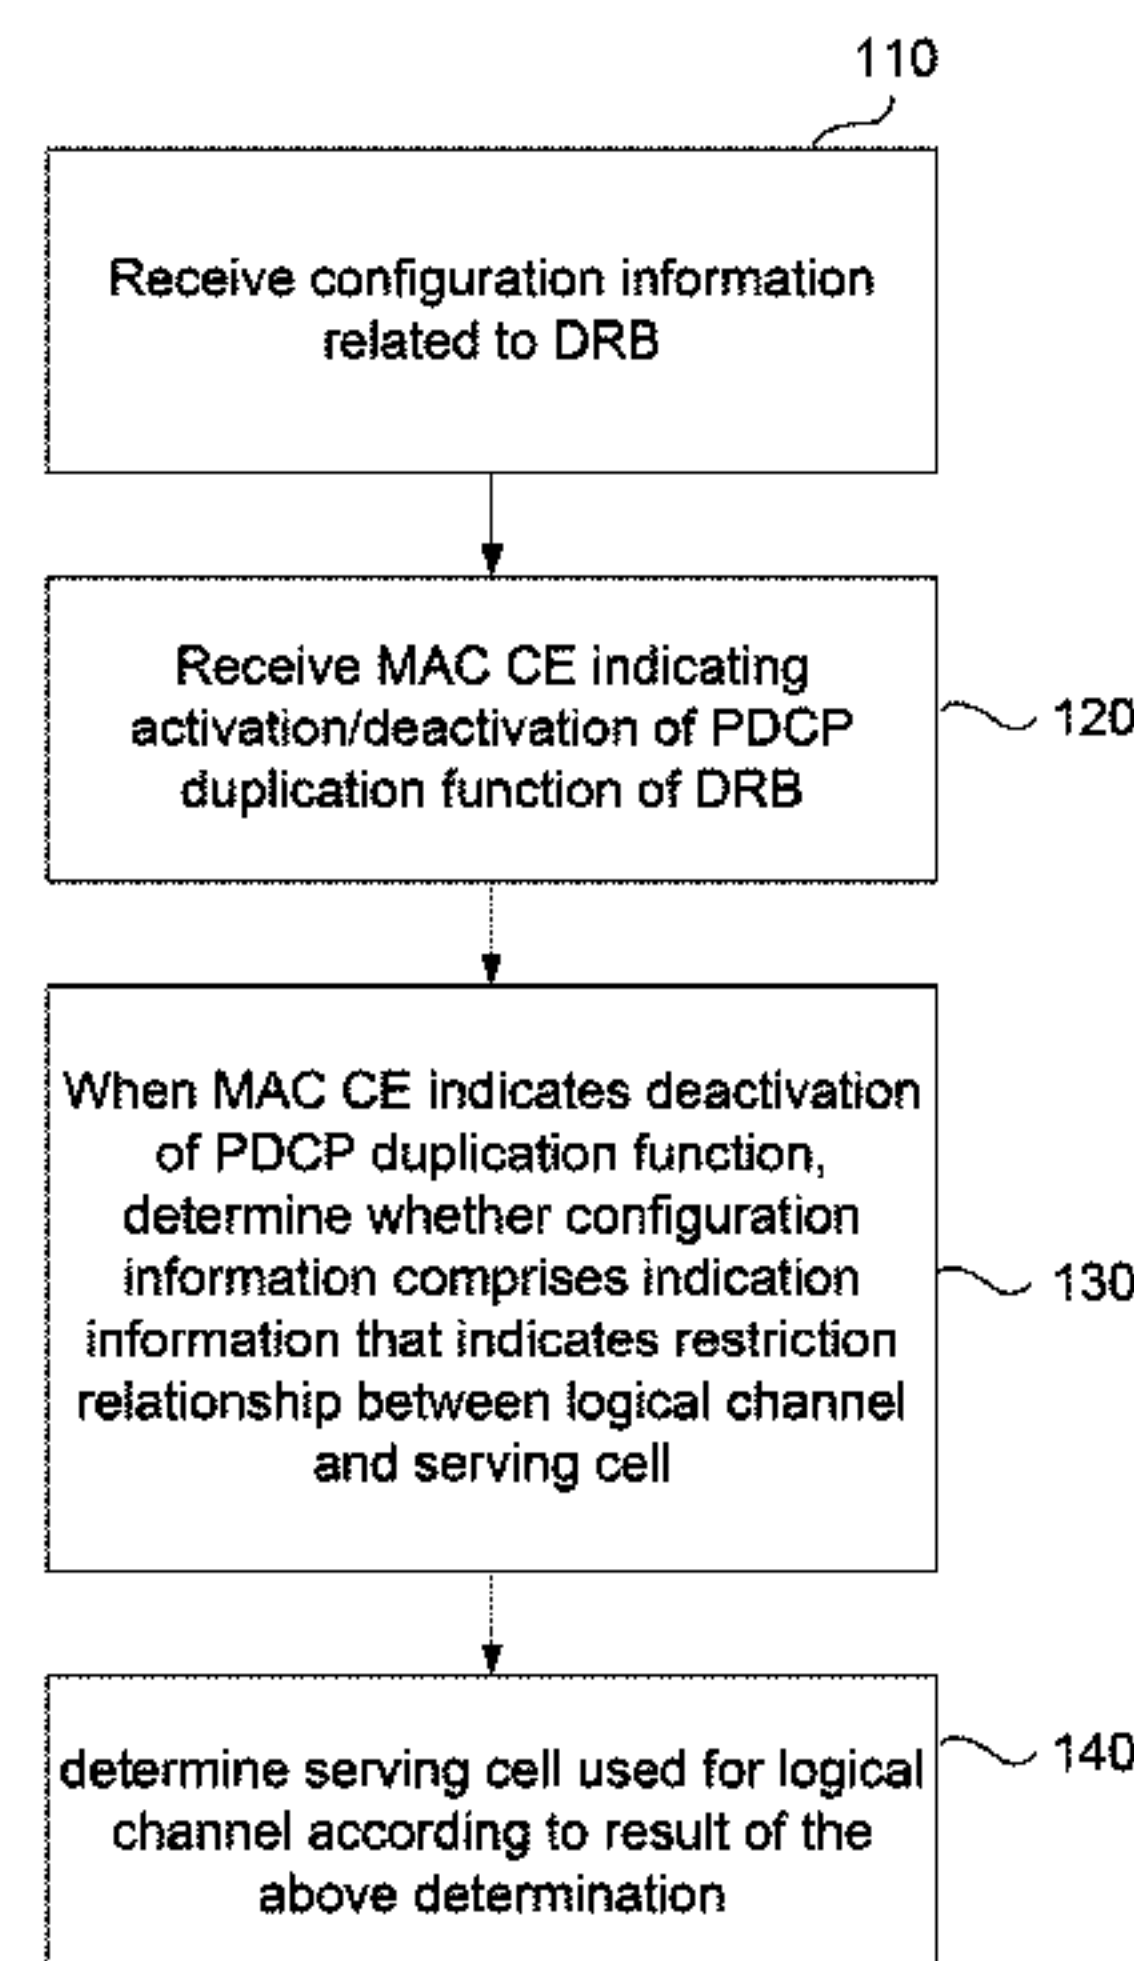 110
Receive configuration information
related to DRB
Receive MAC CE indicating
activation/deactivation of PDCP
duplication function of DRB
120
When MAC CE indicates deactivation
of PDCP duplication function,
determine whether configuration
information comprises indication
information that indicates restriction
relationship between logical channel
and serving cell
130
determine serving cell used for logical
channel according to result of the
above determination
140